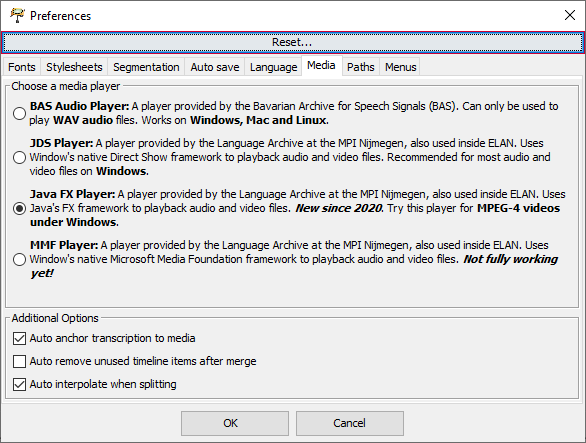 Preferences
Reset...
Fonts Stylesheets Segmentation Auto save Language Media Paths Menus
Choose a media player
BAS Audio Player: A player provided by the Bavarian Archive for Speech Signals (BAS). Can only be used to
play WAV audio files. Works on Windows, Mac and Linux.
JDS Player: A player provided by the Language Archive at the MPI Nijmegen, also used inside ELAN. Uses
Window's native Direct Show framework to playback audio and video files. Recommended for most audio and
video files on Windows.
Java FX Player: A player provided by the Language Archive at the MPI Nijmegen, also used inside ELAN. Uses
Java's FX framework to playback audio and video files. New since 2020. Try this player for MPEG-4 videos
under Windows.
MMF Player: A player provided by the Language Archive at the MPI Nijmegen, also used inside ELAN. Uses
Window's native Microsoft Media Foundation framework to playback audio and video files. Not fully working
yet!
Additional Options
Auto anchor transcription to media
Auto remove unused timeline items after merge
Auto interpolate when splitting
OK Cancel